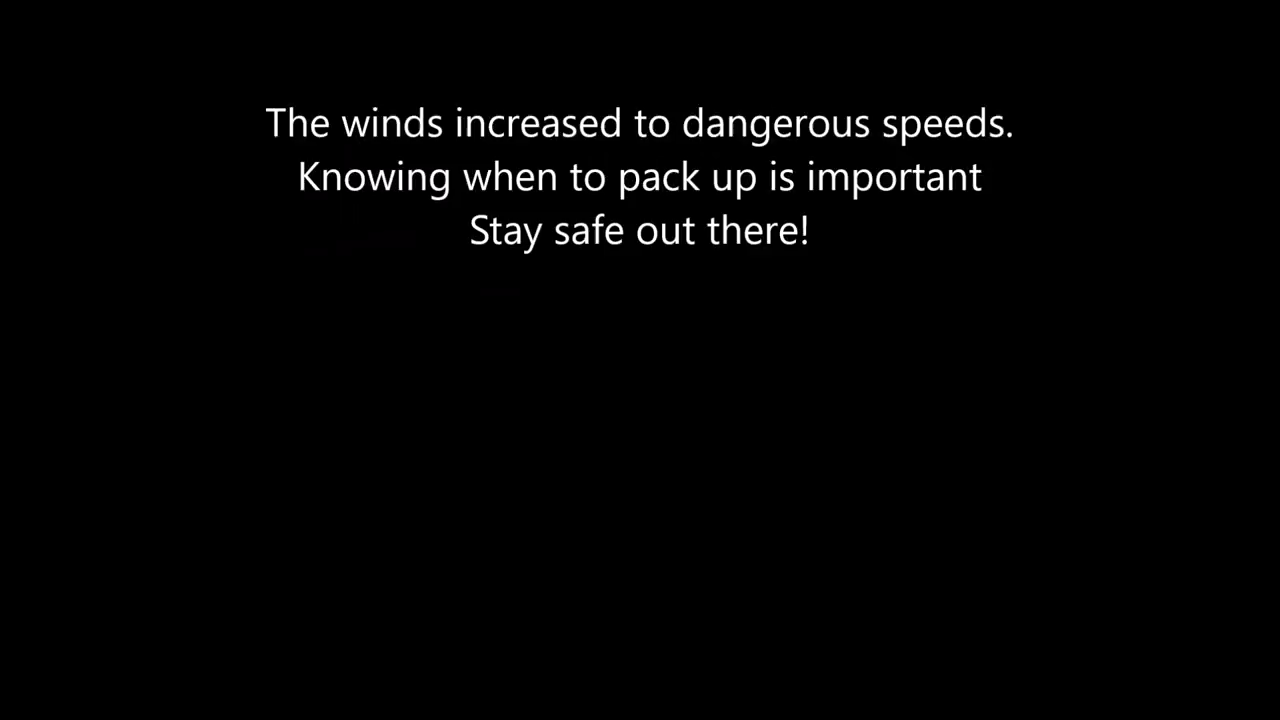 The winds increased to dangerous speeds.
Knowing when to pack up is important
Stay safe out there!